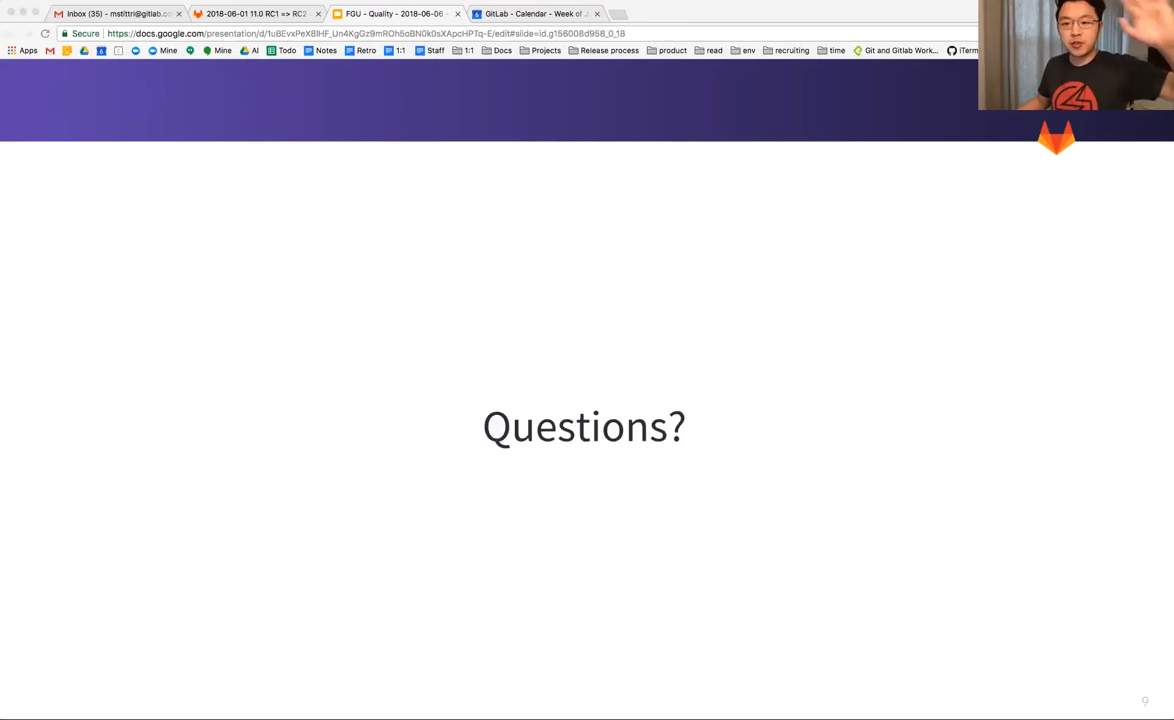 Inbox (35) - mstittri@gitlab.co
2018-06-01 11.0 RC1 => RC2
FGU - Quality - 2018-06-06 -
GitLab - Calendar - Week of J
Secure
https://docs.google.com/presentation/d/1uBEvxPeX8IHF_Un4KgGz9mROh5oBN0k0sXApcHPTq-E/edit#slide=id.g156008d958_0_18
Apps Mine Mine AI Todo Notes Retro 1:1 Staff 1:1 Docs Projects Release process product read env recruiting time Git and Gitlab Work... iTerm
Questions?
9